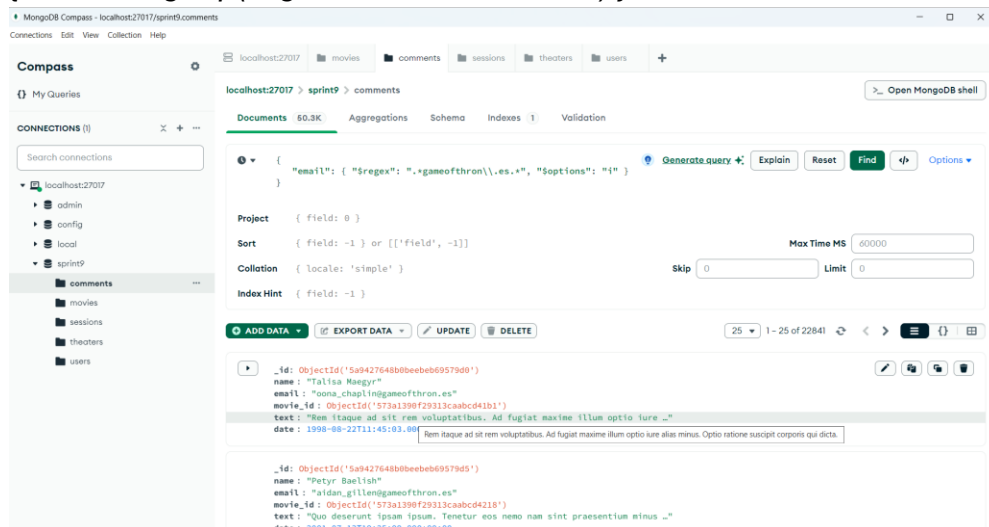 MongoDB Compass - localhost:27017/sprint9.comments
Connections Edit View Collection Help
Compass
My Queries
CONNECTIONS (1)
Search connections
localhost:27017
admin
config
local
sprint9
comments
movies
sessions
theaters
users
localhost:27017 movies comments sessions theaters users +
localhost:27017 > sprint9 > comments
>_ Open MongoDB shell
Documents 50.3K Aggregations Schema Indexes 1 Validation
{
"email": { "$regex": ".*gameofthron\\.es.*", "$options": "i" }
}
Generate query Explain Reset Find </> Options
Project { field: 0 }
Sort { field: -1 } or [['field', -1]] Max Time MS 60000
Collation { locale: 'simple' } Skip 0 Limit 0
Index Hint { field: -1 }
ADD DATA EXPORT DATA UPDATE DELETE 25 1 – 25 of 22841 {}
_id: ObjectId('5a9427648b0beebeb69579d0')
name : "Talisa Maegyr"
email : "oona_chaplin@gameofthron.es"
movie_id : ObjectId('573a1390f29313caabcd41b1')
text : "Rem itaque ad sit rem voluptatibus. Ad fugiat maxime illum optio iure …"
date : 1998-08-22T11:45:03.00
Rem itaque ad sit rem voluptatibus. Ad fugiat maxime illum optio iure alias minus. Optio ratione suscipit corporis qui dicta.
_id: ObjectId('5a9427648b0beebeb69579d5')
name : "Petyr Baelish"
email : "aidan_gillen@gameofthron.es"
movie_id : ObjectId('573a1390f29313caabcd4218')
text : "Quo deserunt ipsam ipsum. Tenetur eos nemo nam sint praesentium minus …"